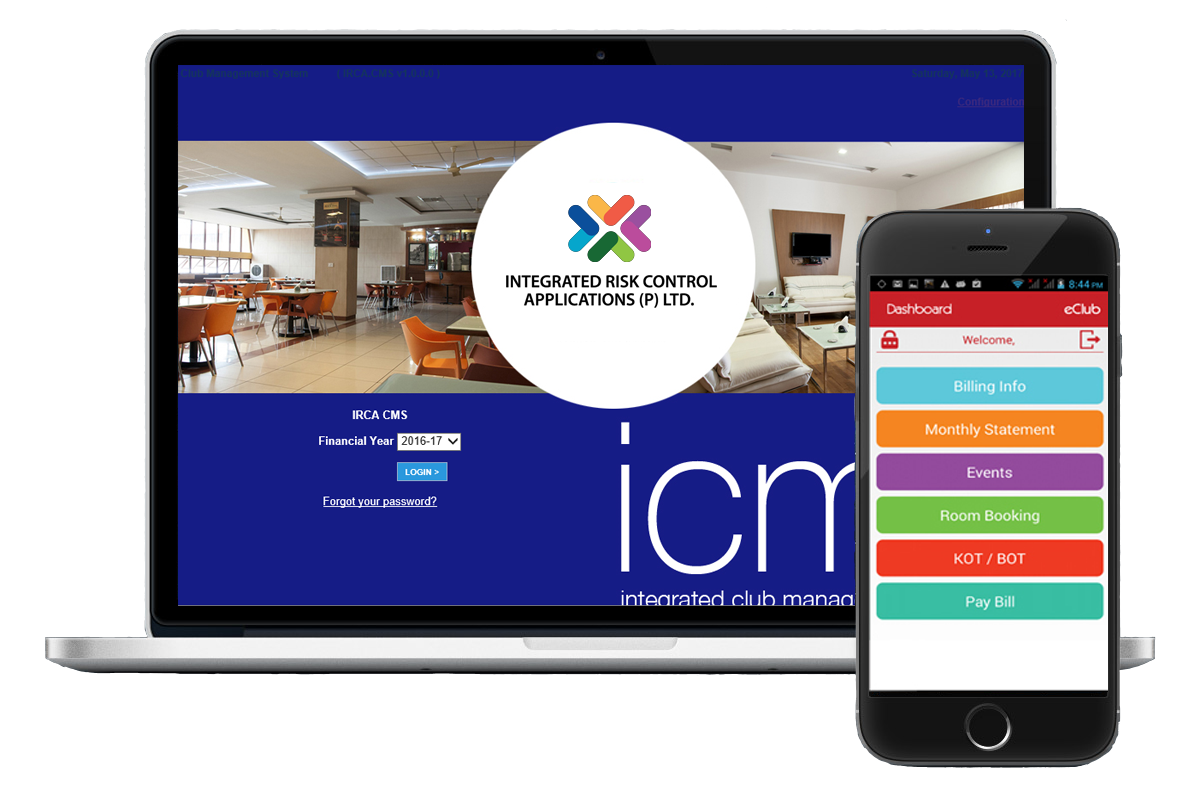 Club Management System (IRCA CMS v1.0.0.0) Saturday, May 13, 201
Configuration
INTEGRATED RISK CONTROL
APPLICATIONS (P) LTD.
IRCA CMS
Financial Year 2016-17
LOGIN >
Forgot your password?
icm
integrated club manag
8:44 PM
Dashboard eClub
Welcome,
Billing Info
Monthly Statement
Events
Room Booking
KOT / BOT
Pay Bill